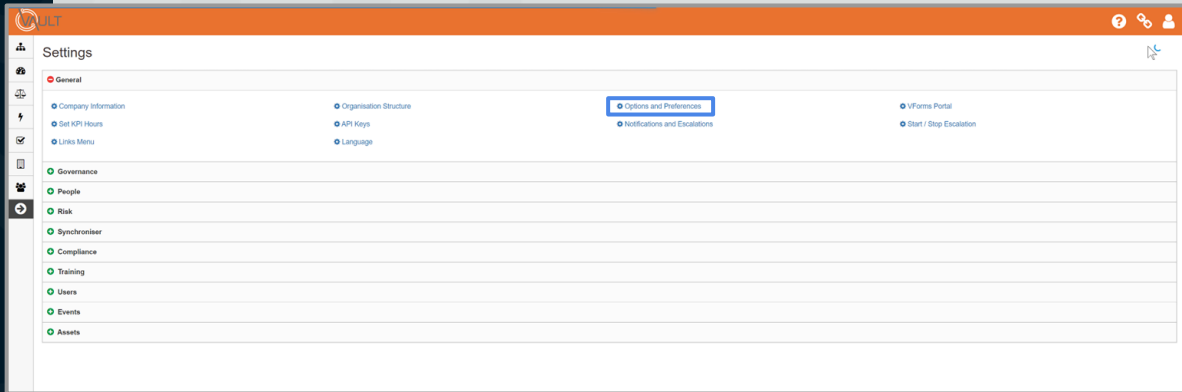 VAULT
Settings
General
Company Information
Organisation Structure
Options and Preferences
VForms Portal
Set KPI Hours
API Keys
Notifications and Escalations
Start / Stop Escalation
Links Menu
Language
Governance
People
Risk
Synchroniser
Compliance
Training
Users
Events
Assets